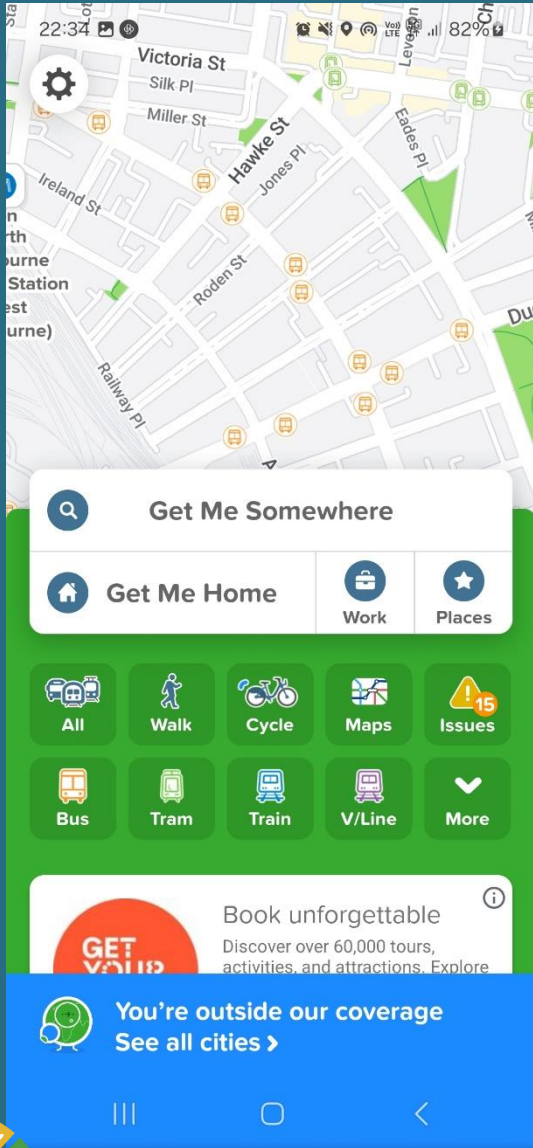 22:34
Vo))
LTE
82%
Victoria St
Silk Pl
Miller St
Hawke St
Jones Pl
Eades Pl
Ireland St
Roden St
Railway Pl
Station
Get Me Somewhere
Get Me Home
Work
Places
All
Walk
Cycle
Maps
15
Issues
Bus
Tram
Train
V/Line
More
Book unforgettable
Discover over 60,000 tours,
activities, and attractions. Explore
GET
YOUR
You're outside our coverage
See all cities >